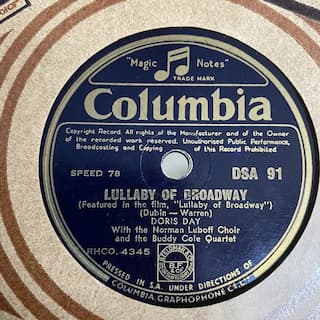 "Magic Notes"
TRADE MARK
Columbia
Copyright Record. All rights of the Manufacturer and of the Owner
of the recorded work reserved. Unauthorised Public Performance,
Broadcasting and Copying of this Record Prohibited
SPEED 78 DSA 91
LULLABY OF BROADWAY
(Featured in the film, "Lullaby of Broadway")
(Dubin — Warren)
DORIS DAY
With the Norman Luboff Choir
and the Buddy Cole Quartet
RHCO. 4345
PRESSED IN S.A. UNDER DIRECTIONS OF
COLUMBIA GRAPHOPHONE